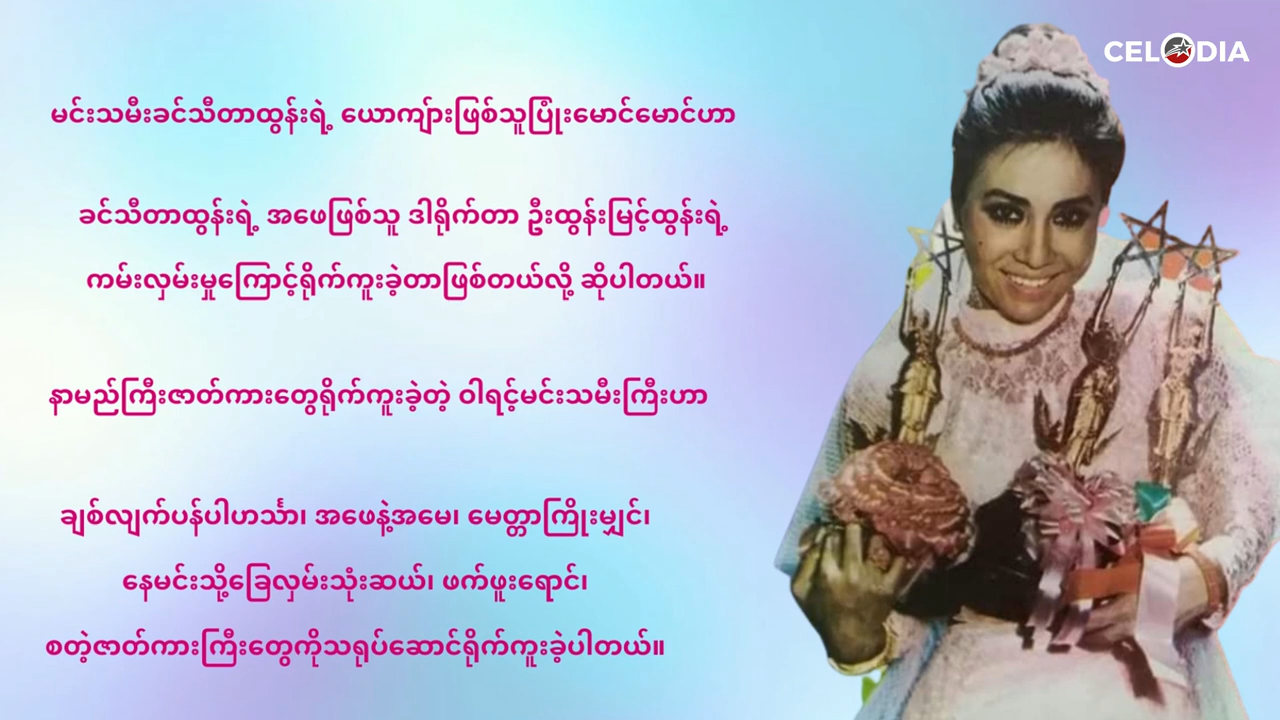 CELODIA
မင်းသမီးခင်သီတာထွန်းရဲ့ ယောကျ်ားဖြစ်သူပြုံးမောင်မောင်ဟာ
ခင်သီတာထွန်းရဲ့ အဖေဖြစ်သူ ဒါရိုက်တာ ဦးထွန်းမြင့်ထွန်းရဲ့
ကမ်းလှမ်းမှုကြောင့်ရိုက်ကူးခဲ့တာဖြစ်တယ်လို့ ဆိုပါတယ်။
နာမည်ကြီးဇာတ်ကားတွေရိုက်ကူးခဲ့တဲ့ ဝါရင့်မင်းသမီးကြီးဟာ
ချစ်လျက်ပန်ပါဟင်္သာ၊ အဖေနဲ့အမေ၊ မေတ္တာကြိုးမျှင်၊
နေမင်းသို့ခြေလှမ်းသုံးဆယ်၊ ဖက်ဖူးရောင်၊
စတဲ့ဇာတ်ကားကြီးတွေကိုသရုပ်ဆောင်ရိုက်ကူးခဲ့ပါတယ်။